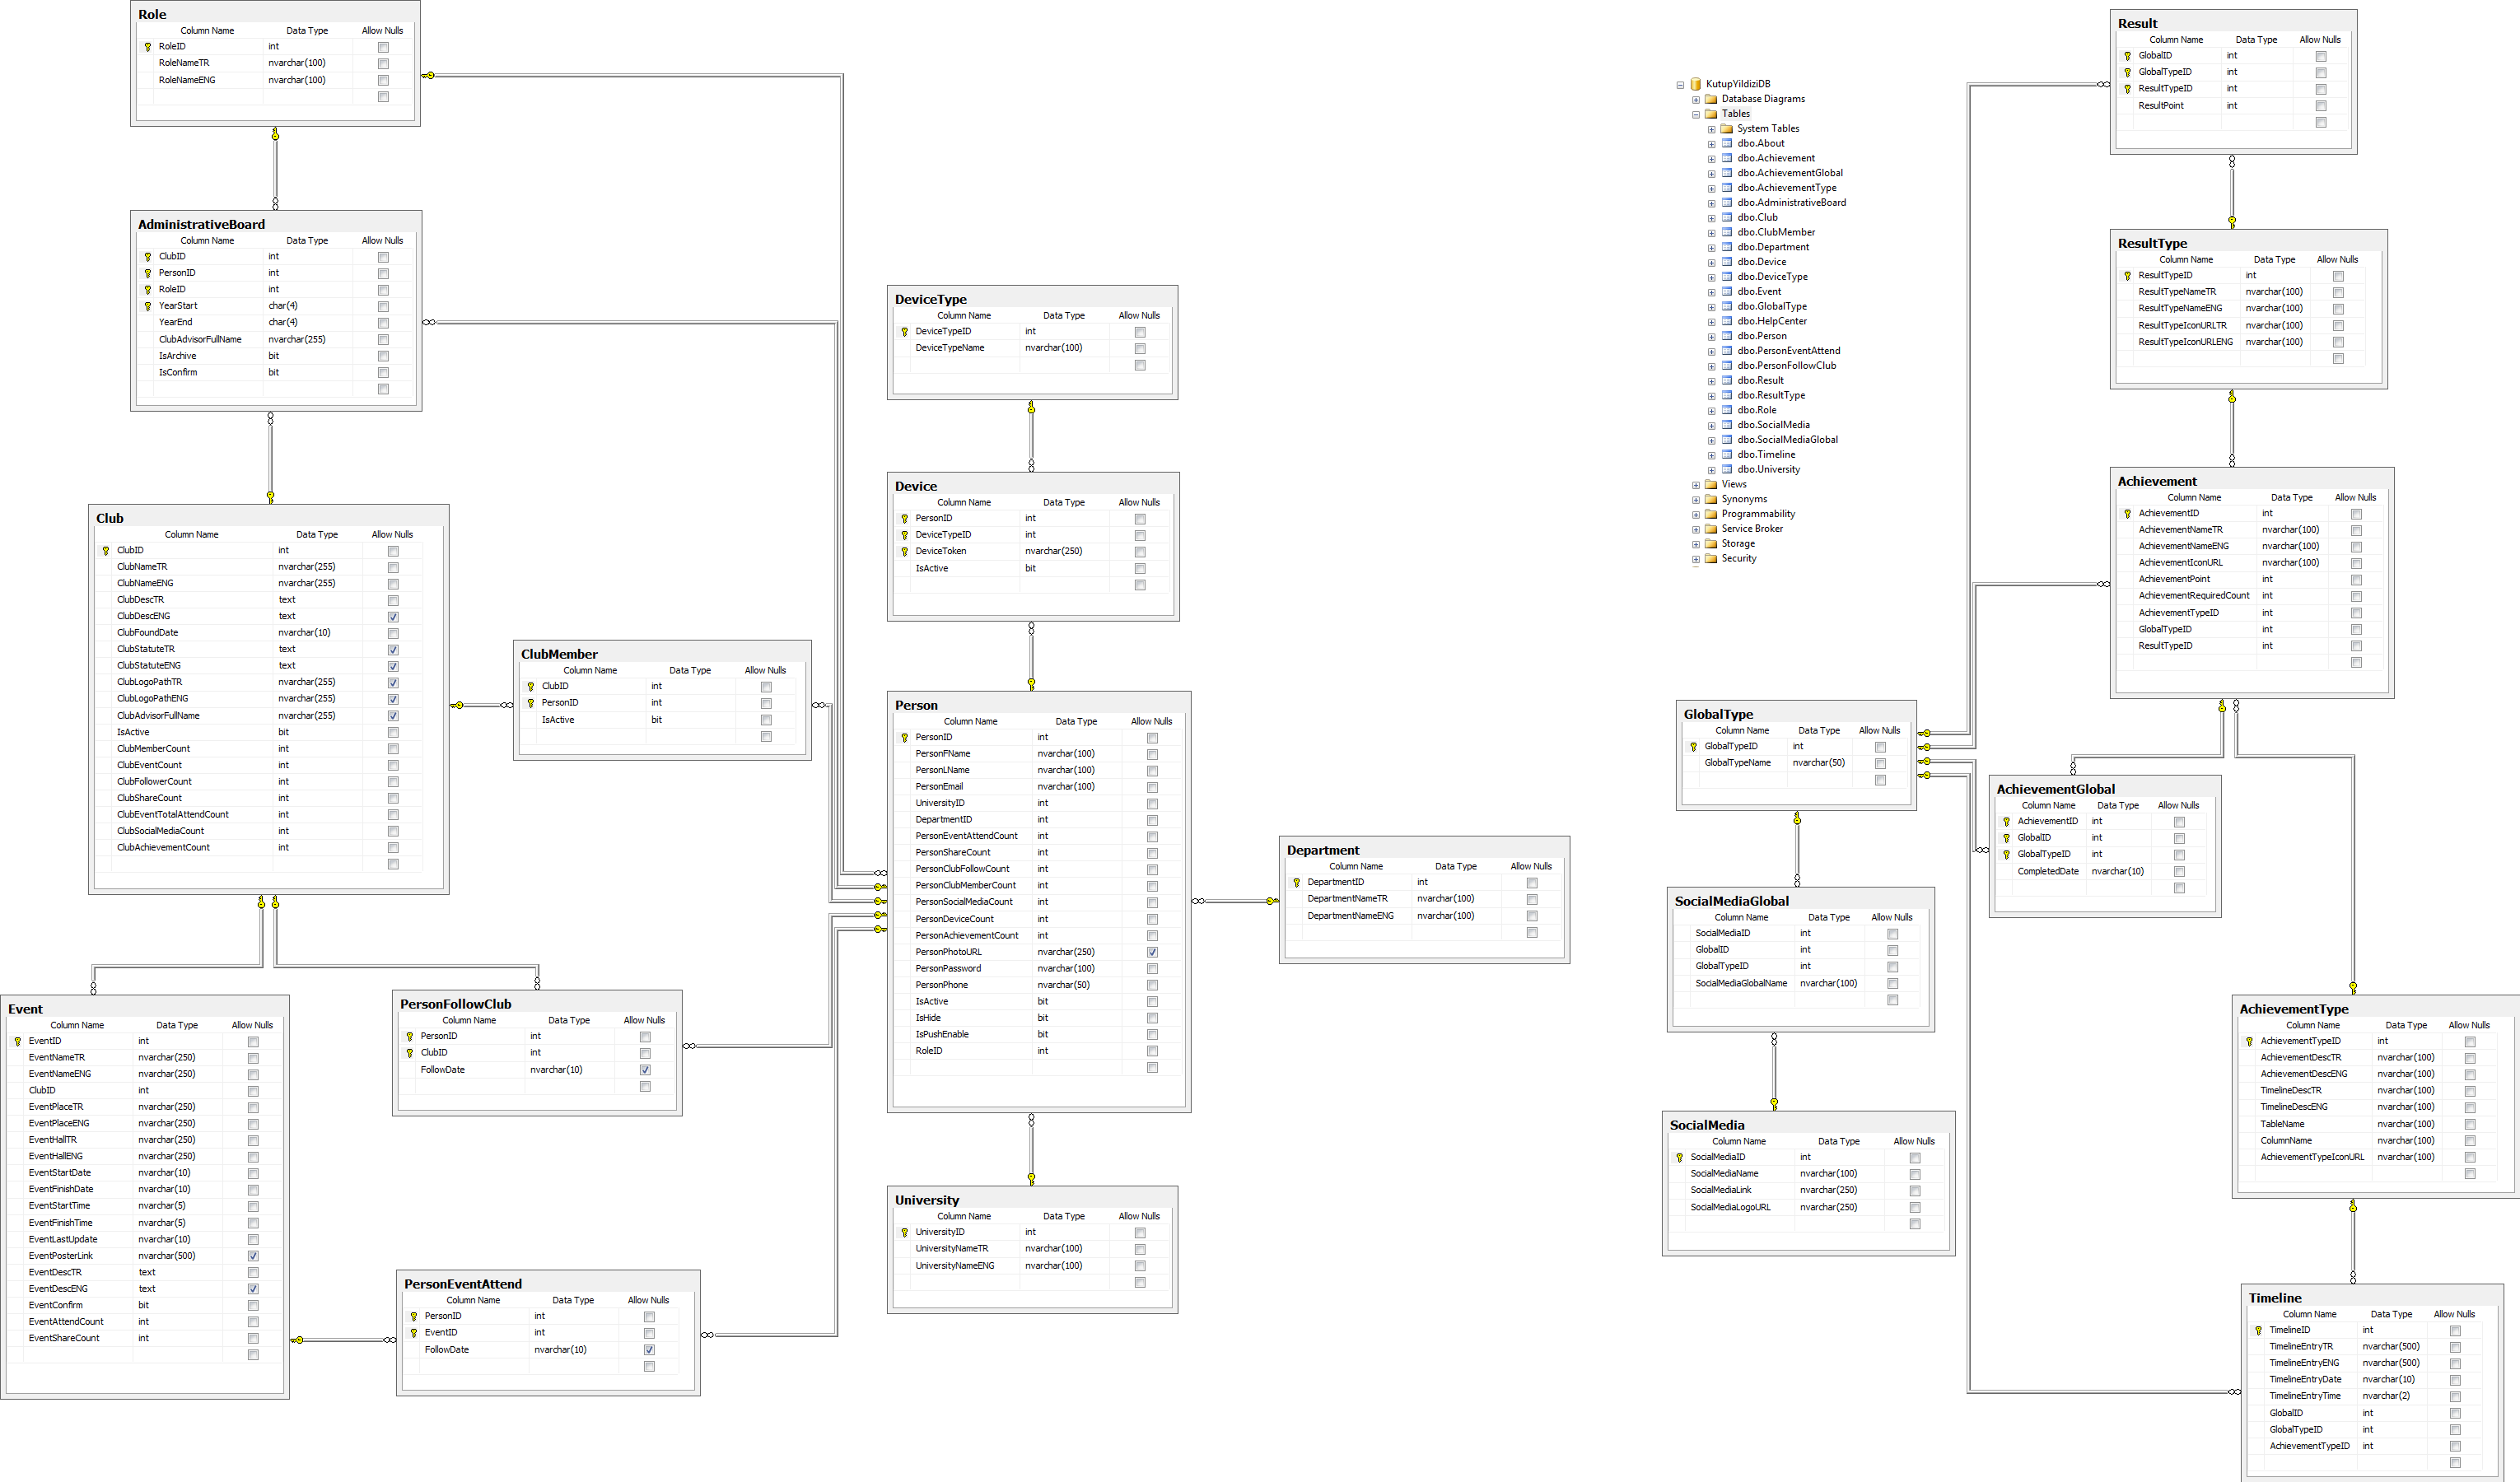 Role
Column Name Data Type Allow Nulls
RoleID int
RoleNameTR nvarchar(100)
RoleNameENG nvarchar(100)
AdministrativeBoard
Column Name Data Type Allow Nulls
ClubID int
PersonID int
RoleID int
YearStart char(4)
YearEnd char(4)
ClubAdvisorFullName nvarchar(255)
IsArchive bit
IsConfirm bit
Club
Column Name Data Type Allow Nulls
ClubID int
ClubNameTR nvarchar(255)
ClubNameENG nvarchar(255)
ClubDescTR text
ClubDescENG text
ClubFoundDate nvarchar(10)
ClubStatuteTR text
ClubStatuteENG text
ClubLogoPathTR nvarchar(255)
ClubLogoPathENG nvarchar(255)
ClubAdvisorFullName nvarchar(255)
IsActive bit
ClubMemberCount int
ClubEventCount int
ClubFollowerCount int
ClubShareCount int
ClubEventTotalAttendCount int
ClubSocialMediaCount int
ClubAchievementCount int
ClubMember
Column Name Data Type Allow Nulls
ClubID int
PersonID int
IsActive bit
Event
Column Name Data Type Allow Nulls
EventID int
EventNameTR nvarchar(250)
EventNameENG nvarchar(250)
ClubID int
EventPlaceTR nvarchar(250)
EventPlaceENG nvarchar(250)
EventHallTR nvarchar(250)
EventHallENG nvarchar(250)
EventStartDate nvarchar(10)
EventFinishDate nvarchar(10)
EventStartTime nvarchar(5)
EventFinishTime nvarchar(5)
EventLastUpdate nvarchar(10)
EventPosterLink nvarchar(500)
EventDescTR text
EventDescENG text
EventConfirm bit
EventAttendCount int
EventShareCount int
PersonFollowClub
Column Name Data Type Allow Nulls
PersonID int
ClubID int
FollowDate nvarchar(10)
PersonEventAttend
Column Name Data Type Allow Nulls
PersonID int
EventID int
FollowDate nvarchar(10)
DeviceType
Column Name Data Type Allow Nulls
DeviceTypeID int
DeviceTypeName nvarchar(100)
Device
Column Name Data Type Allow Nulls
PersonID int
DeviceTypeID int
DeviceToken nvarchar(250)
IsActive bit
Person
Column Name Data Type Allow Nulls
PersonID int
PersonFName nvarchar(100)
PersonLName nvarchar(100)
PersonEmail nvarchar(100)
UniversityID int
DepartmentID int
PersonEventAttendCount int
PersonShareCount int
PersonClubFollowCount int
PersonClubMemberCount int
PersonSocialMediaCount int
PersonDeviceCount int
PersonAchievementCount int
PersonPhotoURL nvarchar(250)
PersonPassword nvarchar(100)
PersonPhone nvarchar(50)
IsActive bit
IsHide bit
IsPushEnable bit
RoleID int
University
Column Name Data Type Allow Nulls
UniversityID int
UniversityNameTR nvarchar(100)
UniversityNameENG nvarchar(100)
Department
Column Name Data Type Allow Nulls
DepartmentID int
DepartmentNameTR nvarchar(100)
DepartmentNameENG nvarchar(100)
KutupYildiziDB
Database Diagrams
Tables
System Tables
dbo.About
dbo.Achievement
dbo.AchievementGlobal
dbo.AchievementType
dbo.AdministrativeBoard
dbo.Club
dbo.ClubMember
dbo.Department
dbo.Device
dbo.DeviceType
dbo.Event
dbo.GlobalType
dbo.HelpCenter
dbo.Person
dbo.PersonEventAttend
dbo.PersonFollowClub
dbo.Result
dbo.ResultType
dbo.Role
dbo.SocialMedia
dbo.SocialMediaGlobal
dbo.Timeline
dbo.University
Views
Synonyms
Programmability
Service Broker
Storage
Security
GlobalType
Column Name Data Type Allow Nulls
GlobalTypeID int
GlobalTypeName nvarchar(50)
SocialMediaGlobal
Column Name Data Type Allow Nulls
SocialMediaID int
GlobalID int
GlobalTypeID int
SocialMediaGlobalName nvarchar(100)
SocialMedia
Column Name Data Type Allow Nulls
SocialMediaID int
SocialMediaName nvarchar(100)
SocialMediaLink nvarchar(250)
SocialMediaLogoURL nvarchar(250)
Result
Column Name Data Type Allow Nulls
GlobalID int
GlobalTypeID int
ResultTypeID int
ResultPoint int
ResultType
Column Name Data Type Allow Nulls
ResultTypeID int
ResultTypeNameTR nvarchar(100)
ResultTypeNameENG nvarchar(100)
ResultTypeIconURLTR nvarchar(100)
ResultTypeIconURLENG nvarchar(100)
Achievement
Column Name Data Type Allow Nulls
AchievementID int
AchievementNameTR nvarchar(100)
AchievementNameENG nvarchar(100)
AchievementIconURL nvarchar(100)
AchievementPoint int
AchievementRequiredCount int
AchievementTypeID int
GlobalTypeID int
ResultTypeID int
AchievementGlobal
Column Name Data Type Allow Nulls
AchievementID int
GlobalID int
GlobalTypeID int
CompletedDate nvarchar(10)
AchievementType
Column Name Data Type Allow Nulls
AchievementTypeID int
AchievementDescTR nvarchar(100)
AchievementDescENG nvarchar(100)
TimelineDescTR nvarchar(100)
TimelineDescENG nvarchar(100)
TableName nvarchar(100)
ColumnName nvarchar(100)
AchievementTypeIconURL nvarchar(100)
Timeline
Column Name Data Type Allow Nulls
TimelineID int
TimelineEntryTR nvarchar(500)
TimelineEntryENG nvarchar(500)
TimelineEntryDate nvarchar(10)
TimelineEntryTime nvarchar(2)
GlobalID int
GlobalTypeID int
AchievementTypeID int